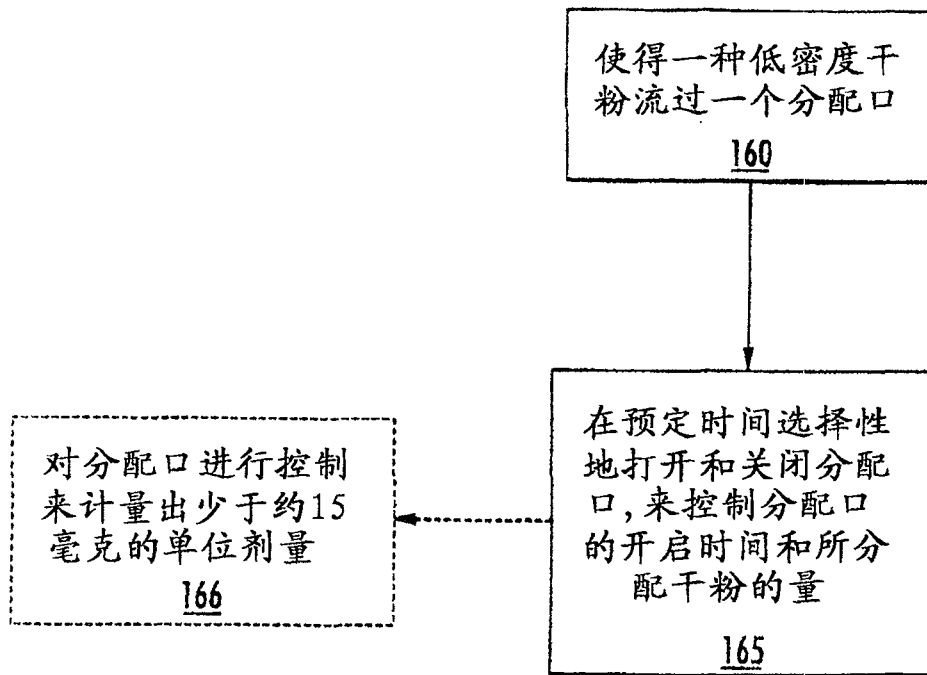 使得一种低密度干
粉流过一个分配口
160
在预定时间选择性
地打开和关闭分配
口,来控制分配口
的开启时间和所分
配干粉的量
165
对分配口进行控制
来计量出少于约15
毫克的单位剂量
166